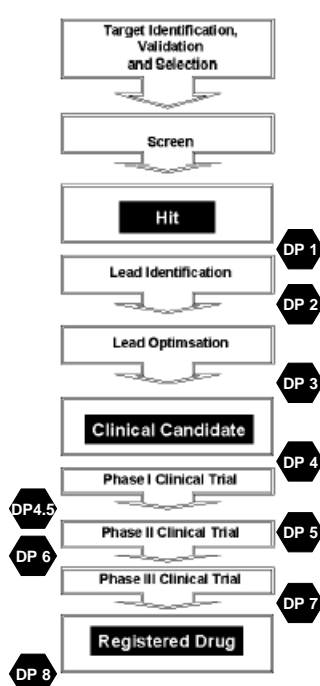 Target Identification,
Validation
and Selection
Screen
Hit
DP 1
Lead Identification
DP 2
Lead Optimsation
DP 3
Clinical Candidate
DP 4
Phase I Clinical Trial
DP4.5
Phase II Clinical Trial
DP 5
DP 6
Phase III Clinical Trial
DP 7
Registered Drug
DP 8